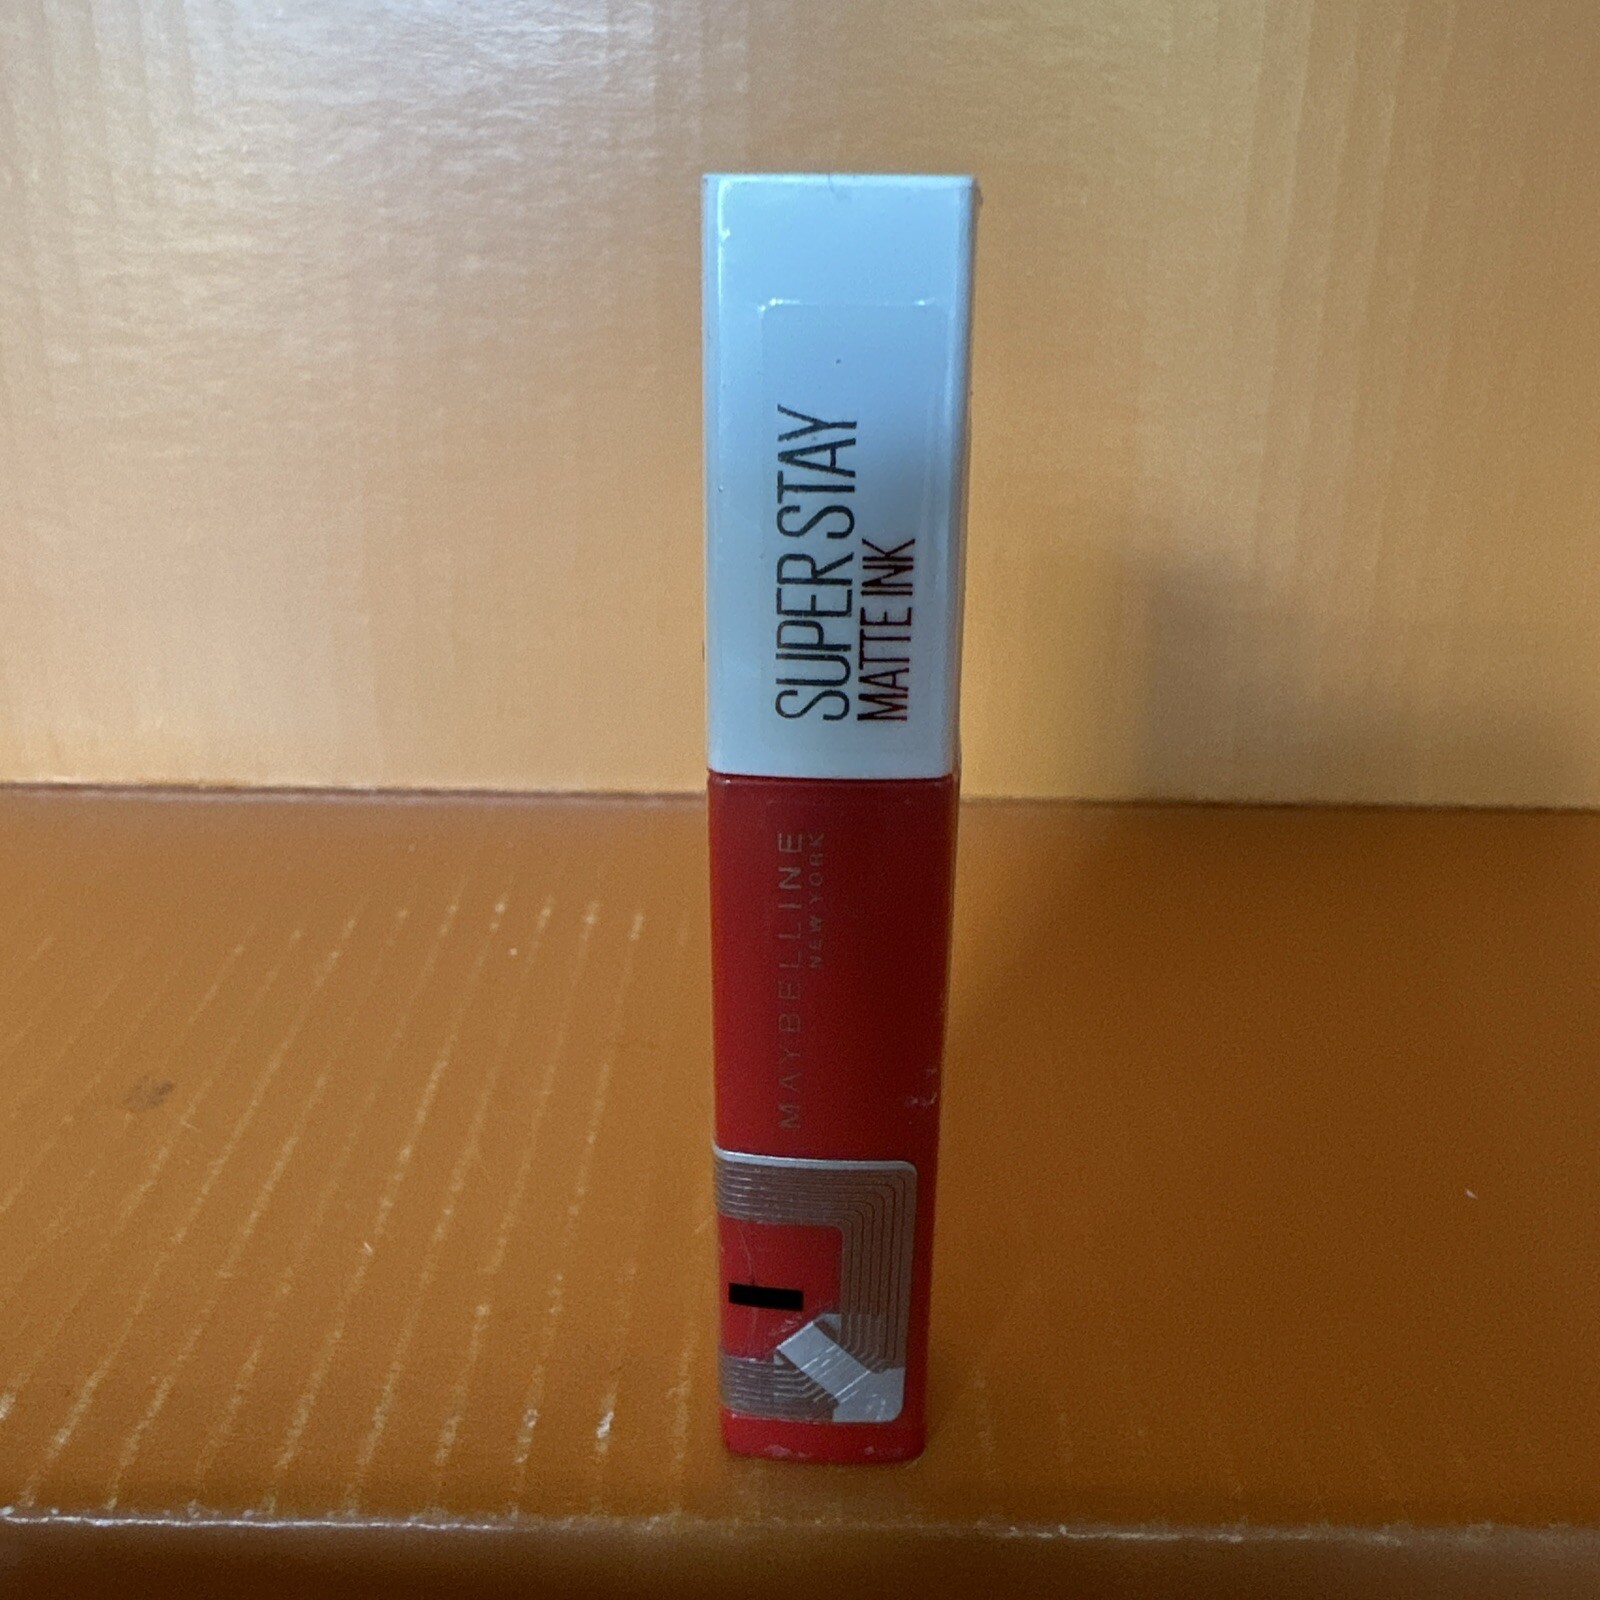 SUPER STAY
MATTE INK
MAYBELLINE
NEW YORK